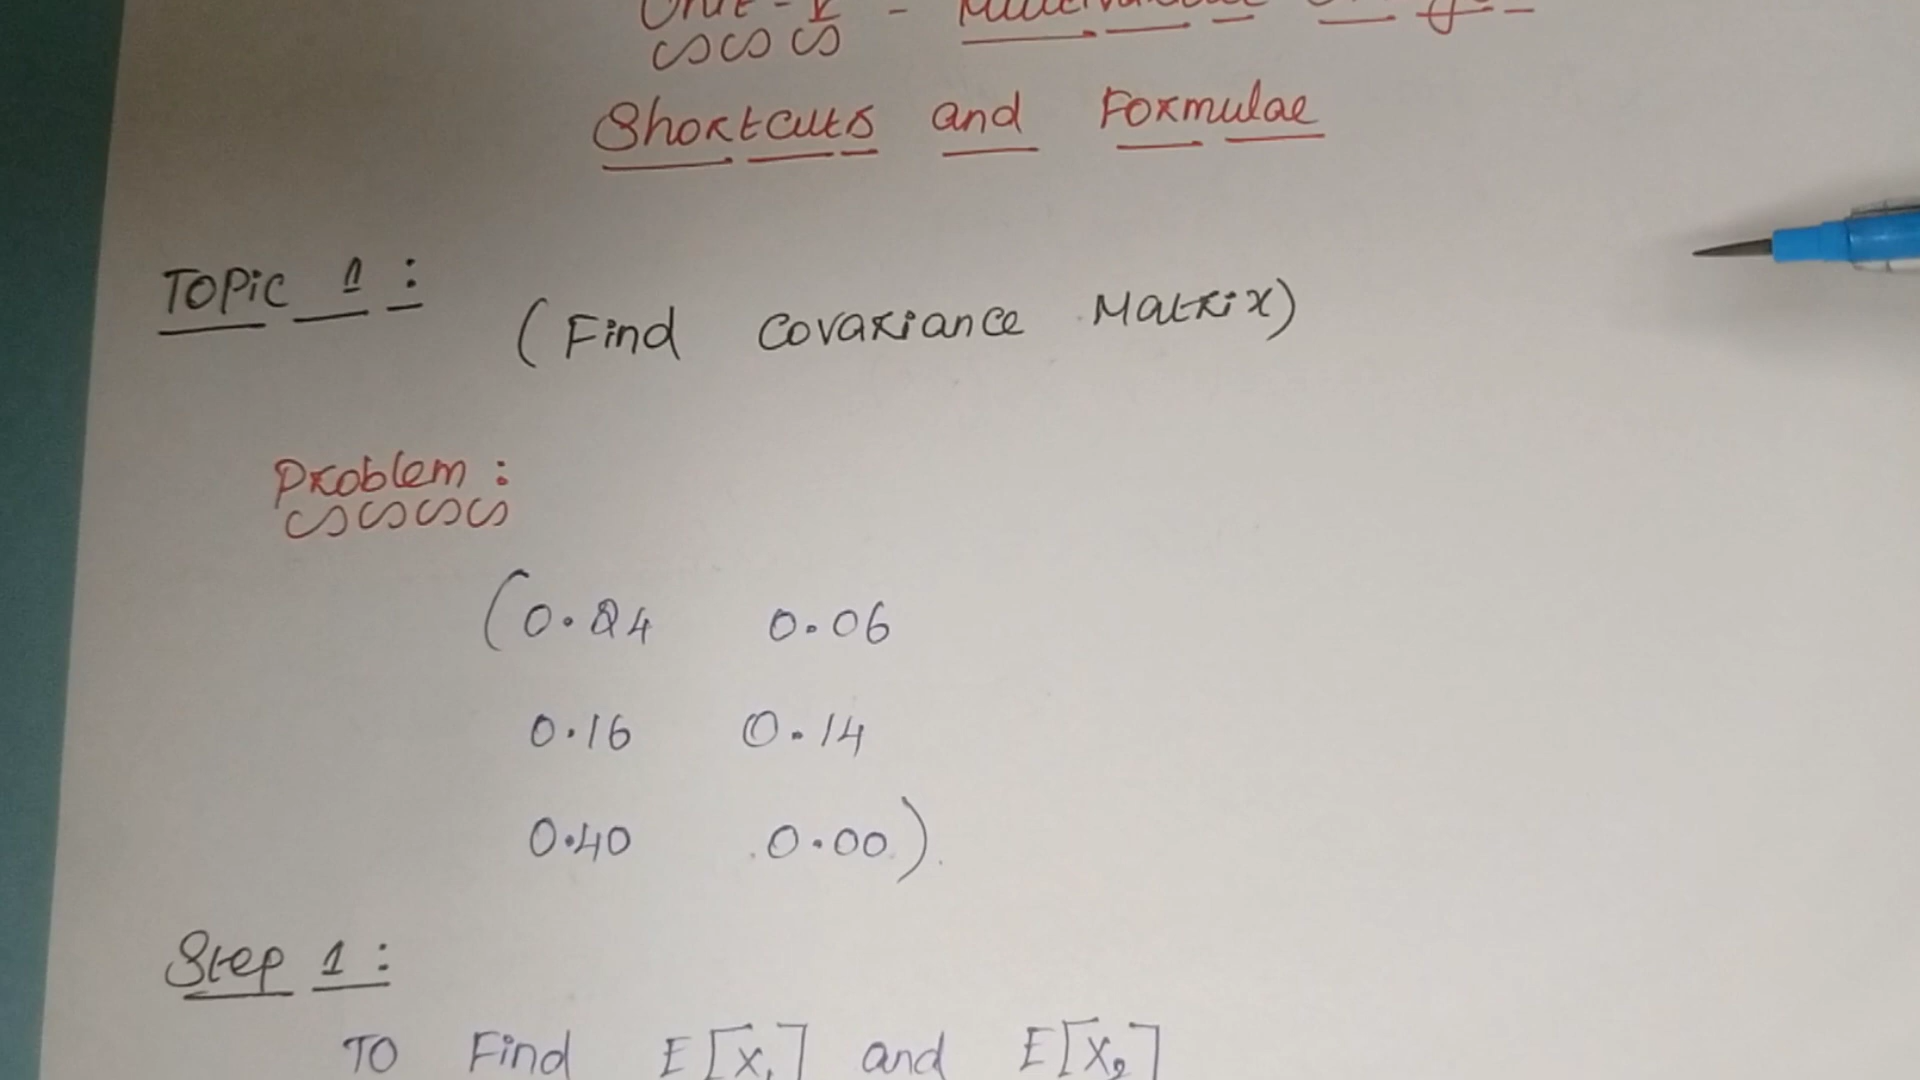 Shortcuts and Formulae
Topic 1 :
(Find Covariance Matrix)
Problem :
(0.24 0.06
0.16 0.14
0.40 0.00)
Step 1 :
To Find E[X₁] and E[X₂]